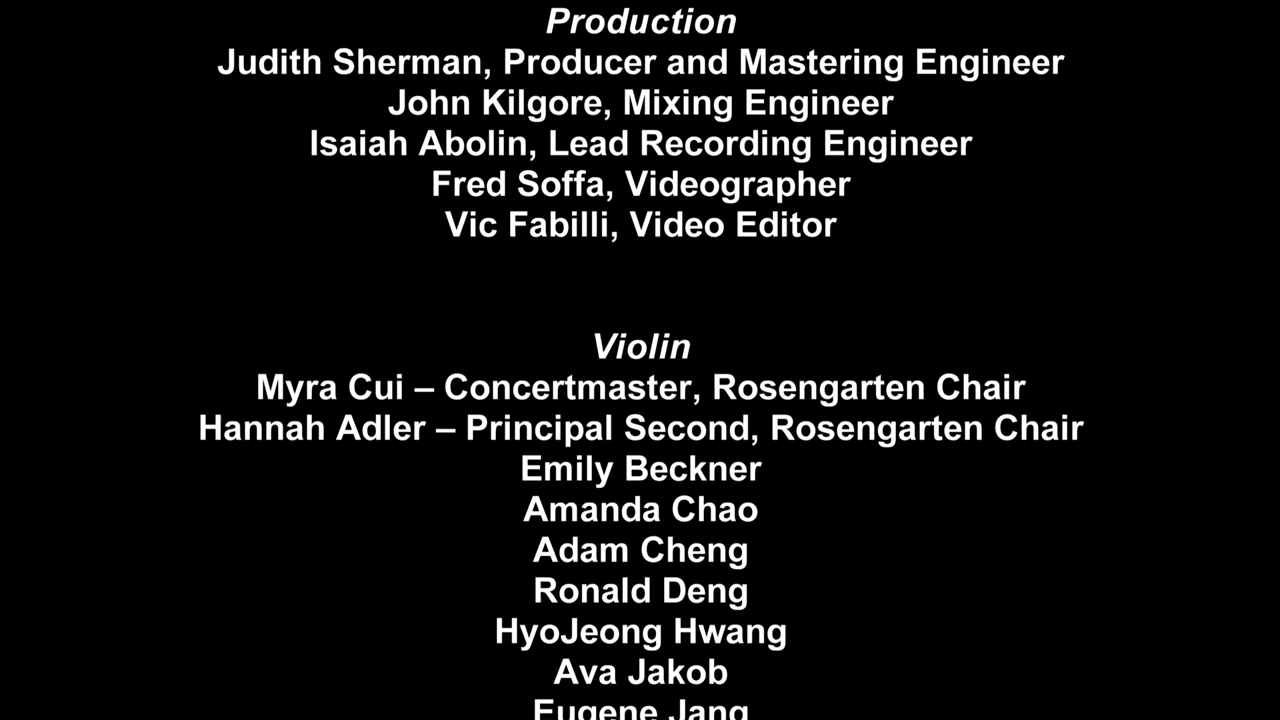 Production
Judith Sherman, Producer and Mastering Engineer
John Kilgore, Mixing Engineer
Isaiah Abolin, Lead Recording Engineer
Fred Soffa, Videographer
Vic Fabilli, Video Editor
Violin
Myra Cui – Concertmaster, Rosengarten Chair
Hannah Adler – Principal Second, Rosengarten Chair
Emily Beckner
Amanda Chao
Adam Cheng
Ronald Deng
HyoJeong Hwang
Ava Jakob
Eugene Jang